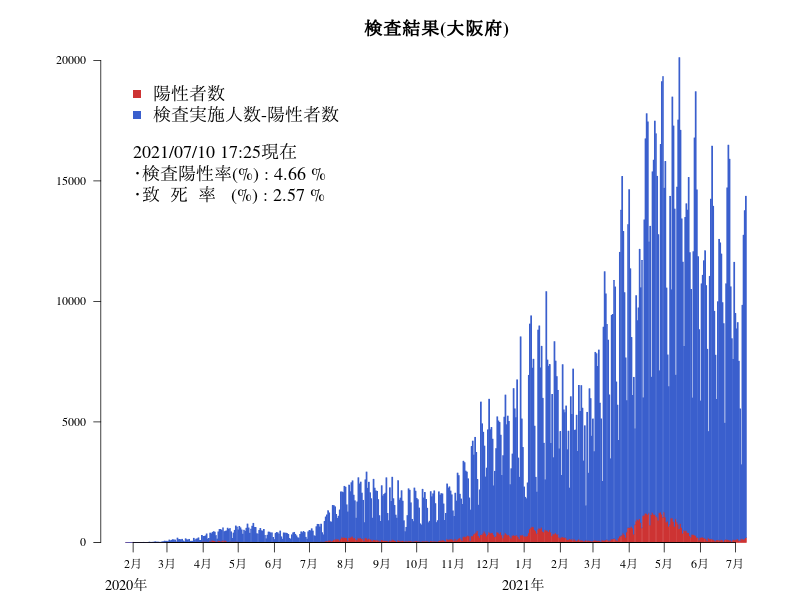 検査結果(大阪府)
20000
15000
10000
5000
0
陽性者数
検査実施人数-陽性者数
2021/07/10 17:25現在
・検査陽性率(%) : 4.66 %
・致 死 率 (%) : 2.57 %
2月 3月 4月 5月 6月 7月 8月 9月 10月 11月 12月 1月 2月 3月 4月 5月 6月 7月
2020年 2021年